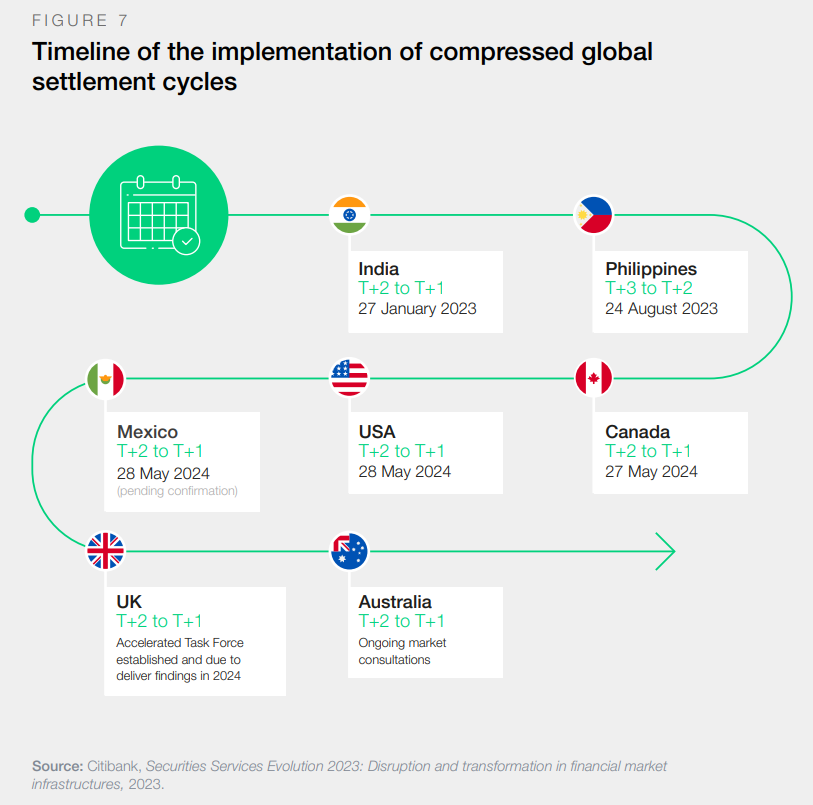 FIGURE 7
Timeline of the implementation of compressed global
settlement cycles
India
T+2 to T+1
27 January 2023
Philippines
T+3 to T+2
24 August 2023
Canada
T+2 to T+1
27 May 2024
USA
T+2 to T+1
28 May 2024
Mexico
T+2 to T+1
28 May 2024
(pending confirmation)
UK
T+2 to T+1
Accelerated Task Force
established and due to
deliver findings in 2024
Australia
T+2 to T+1
Ongoing market
consultations
Source: Citibank, Securities Services Evolution 2023: Disruption and transformation in financial market
infrastructures, 2023.